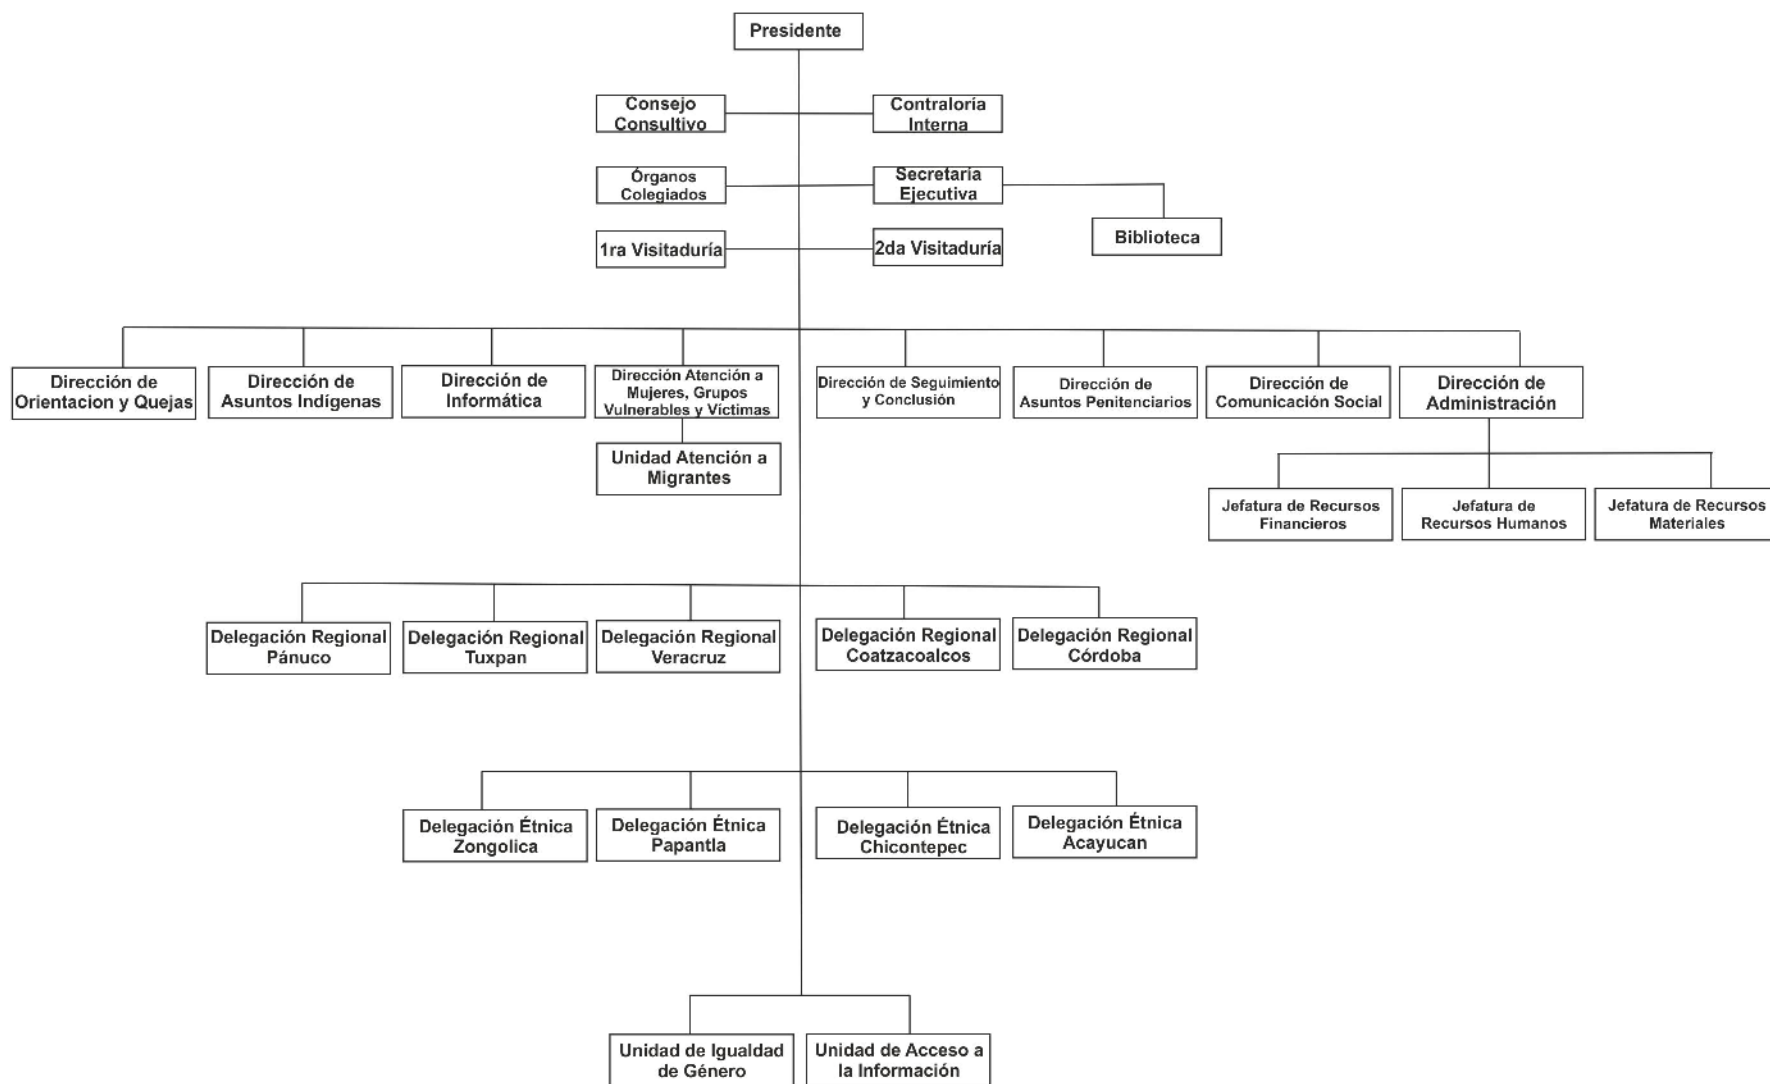 Presidente
Consejo
Consultivo
Contraloría
Interna
Órganos
Colegiados
Secretaría
Ejecutiva
Biblioteca
1ra Visitaduría
2da Visitaduría
Dirección de
Orientacion y Quejas
Dirección de
Asuntos Indígenas
Dirección de
Informática
Dirección Atención a
Mujeres, Grupos
Vulnerables y Víctimas
Dirección de Seguimiento
y Conclusión
Dirección de
Asuntos Penitenciarios
Dirección de
Comunicación Social
Dirección de
Administración
Unidad Atención a
Migrantes
Jefatura de Recursos
Financieros
Jefatura de
Recursos Humanos
Jefatura de Recursos
Materiales
Delegación Regional
Pánuco
Delegación Regional
Tuxpan
Delegación Regional
Veracruz
Delegación Regional
Coatzacoalcos
Delegación Regional
Córdoba
Delegación Étnica
Zongolica
Delegación Étnica
Papantla
Delegación Étnica
Chicontepec
Delegación Étnica
Acayucan
Unidad de Igualdad
de Género
Unidad de Acceso a
la Información